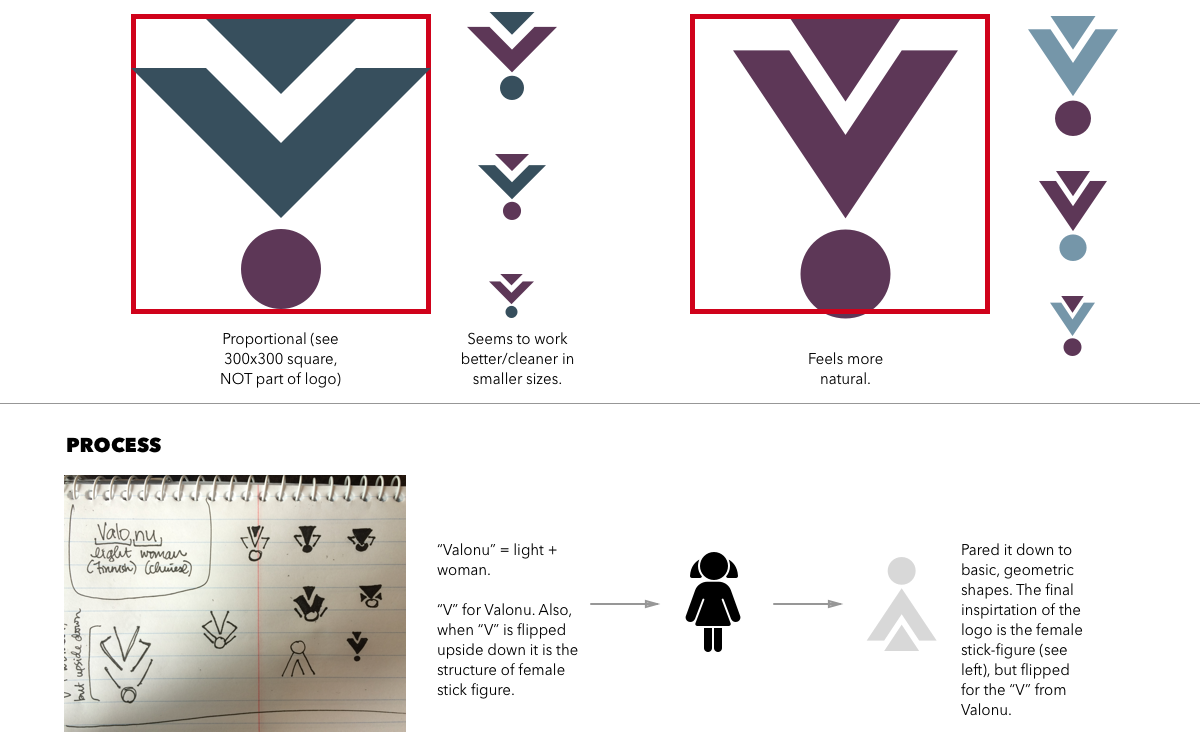 Proportional (see
300x300 square,
NOT part of logo)
Seems to work
better/cleaner in
smaller sizes.
Feels more
natural.
PROCESS
Valo nu
light woman
(Finnish) (Chinese)
but upside down
"Valonu" = light +
woman.
"V" for Valonu. Also,
when "V" is flipped
upside down it is the
structure of female
stick figure.
Pared it down to
basic, geometric
shapes. The final
inspirtation of the
logo is the female
stick-figure (see
left), but flipped
for the "V" from
Valonu.